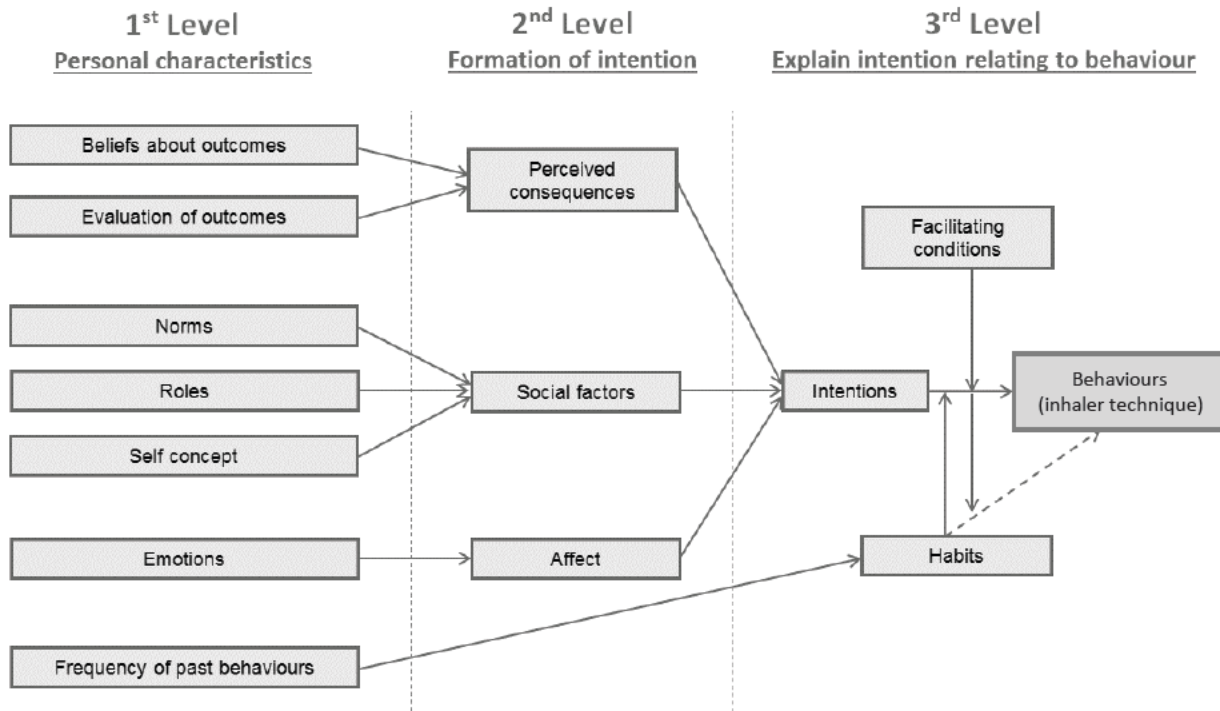 1st Level
Personal characteristics
2nd Level
Formation of intention
3rd Level
Explain intention relating to behaviour
Beliefs about outcomes
Evaluation of outcomes
Norms
Roles
Self concept
Emotions
Frequency of past behaviours
Perceived
consequences
Social factors
Affect
Facilitating
conditions
Intentions
Behaviours
(inhaler technique)
Habits